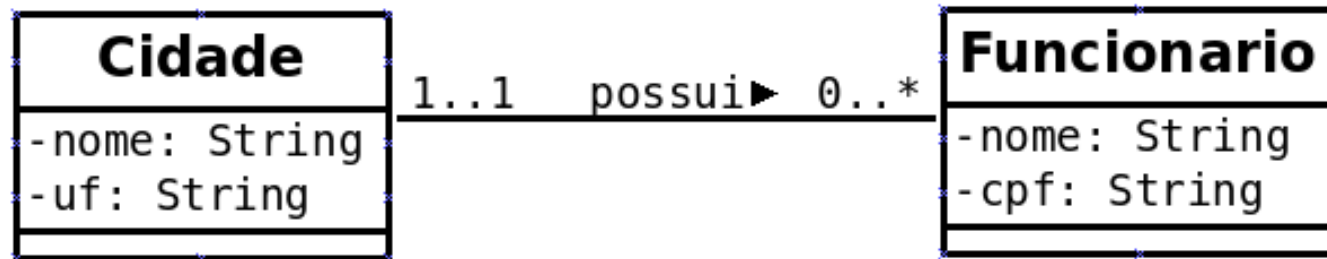 Cidade
-nome: String
-uf: String
1..1 possui▶ 0..*
Funcionario
-nome: String
-cpf: String